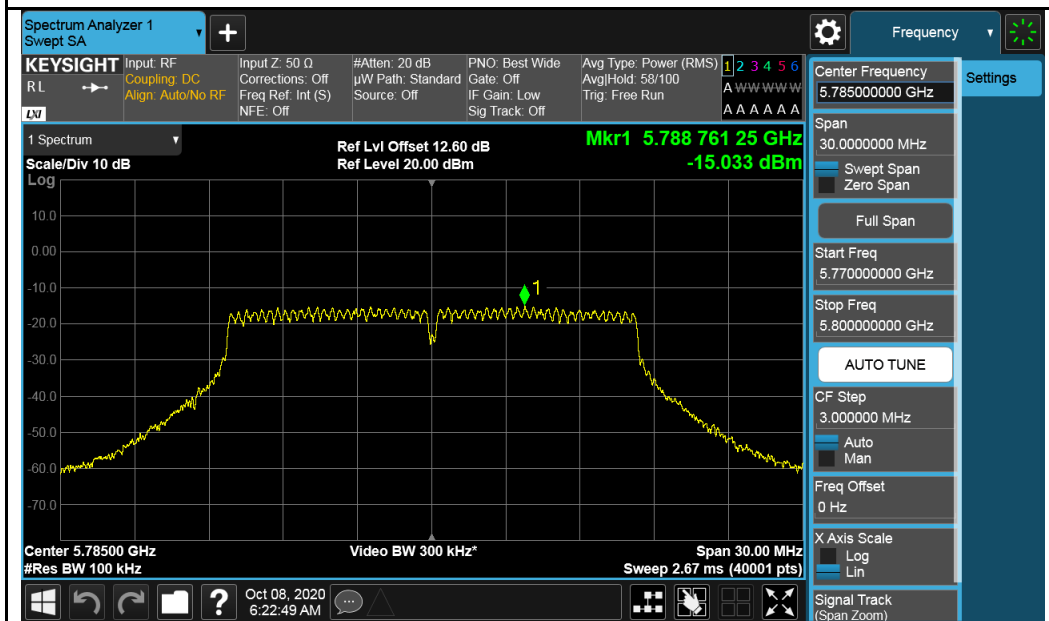 Spectrum Analyzer 1
Swept SA
Frequency
KEYSIGHT
RL
LXI
Input: RF
Coupling: DC
Align: Auto/No RF
Input Z: 50 Ω
Corrections: Off
Freq Ref: Int (S)
NFE: Off
#Atten: 20 dB
µW Path: Standard
Source: Off
PNO: Best Wide
Gate: Off
IF Gain: Low
Sig Track: Off
Avg Type: Power (RMS)
Avg|Hold: 58/100
Trig: Free Run
1 2 3 4 5 6
A W W W W W
A A A A A A
1 Spectrum
Scale/Div 10 dB
Log
Ref Lvl Offset 12.60 dB
Ref Level 20.00 dBm
Mkr1 5.788 761 25 GHz
-15.033 dBm
10.0
0.00
-10.0
-20.0
-30.0
-40.0
-50.0
-60.0
-70.0
1
Center 5.78500 GHz
#Res BW 100 kHz
Video BW 300 kHz*
Span 30.00 MHz
Sweep 2.67 ms (40001 pts)
Center Frequency
5.785000000 GHz
Span
30.0000000 MHz
Swept Span
Zero Span
Full Span
Start Freq
5.770000000 GHz
Stop Freq
5.800000000 GHz
AUTO TUNE
CF Step
3.000000 MHz
Auto
Man
Freq Offset
0 Hz
X Axis Scale
Log
Lin
Signal Track
(Span Zoom)
Settings
Oct 08, 2020
6:22:49 AM